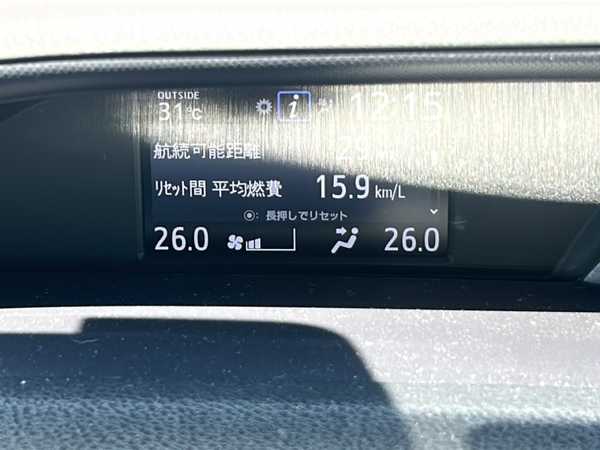 OUTSIDE
31℃ i 12:15
航続可能距離
ﾘｾｯﾄ間 平均燃費 15.9 km/L
◉: 長押しでリセット
26.0 26.0